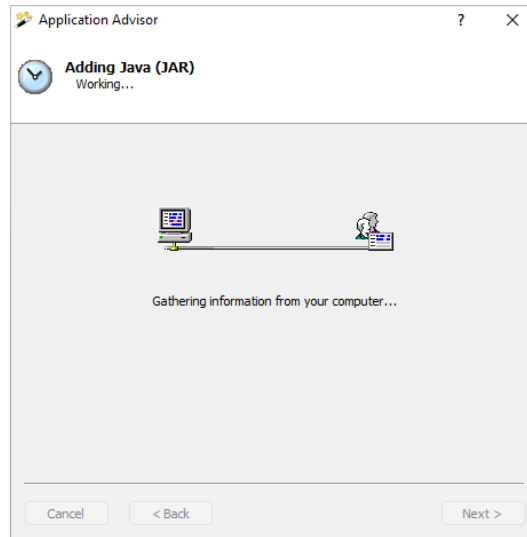 Application Advisor
?
Adding Java (JAR)
Working...
Gathering information from your computer...
Cancel
< Back
Next >